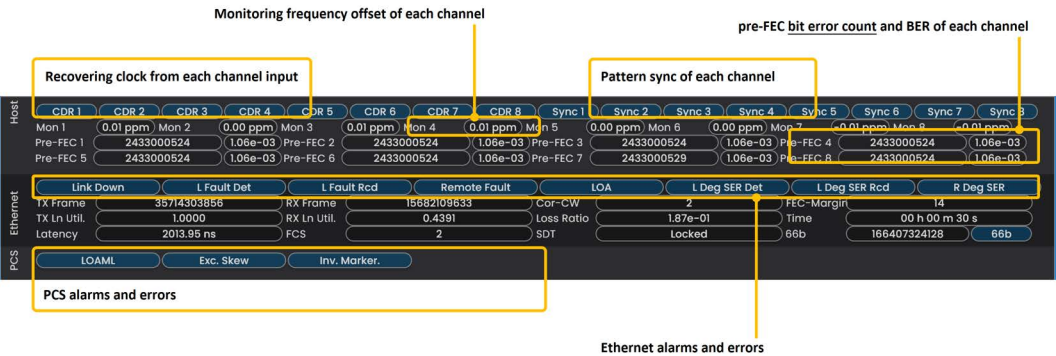 Monitoring frequency offset of each channel
pre-FEC bit error count and BER of each channel
Recovering clock from each channel input
Pattern sync of each channel
Host
CDR 1 CDR 2 CDR 3 CDR 4 CDR 5 CDR 6 CDR 7 CDR 8 Sync 1 Sync 2 Sync 3 Sync 4 Sync 5 Sync 6 Sync 7 Sync 8
Mon 1 0.01 ppm Mon 2 0.00 ppm Mon 3 0.01 ppm Mon 4 0.01 ppm Mon 5 0.00 ppm Mon 6 0.00 ppm Mon 7 -0.01 ppm Mon 8 -0.01 ppm
Pre-FEC 1 2433000524 1.06e-03 Pre-FEC 2 2433000524 1.06e-03 Pre-FEC 3 2433000524 1.06e-03 Pre-FEC 4 2433000524 1.06e-03
Pre-FEC 5 2433000524 1.06e-03 Pre-FEC 6 2433000524 1.06e-03 Pre-FEC 7 2433000529 1.06e-03 Pre-FEC 8 2433000524 1.06e-03
Ethernet
Link Down L Fault Det L Fault Rcd Remote Fault LOA L Deg SER Det L Deg SER Rcd R Deg SER
TX Frame 35714303856 RX Frame 15682109633 Cor-CW 2 FEC-Margin 14
TX Ln Util. 1.0000 RX Ln Util. 0.4391 Loss Ratio 1.87e-01 Time 00 h 00 m 30 s
Latency 2013.95 ns FCS 2 SDT Locked 66b 166407324128 66b
PCS
LOAML Exc. Skew Inv. Marker.
PCS alarms and errors
Ethernet alarms and errors